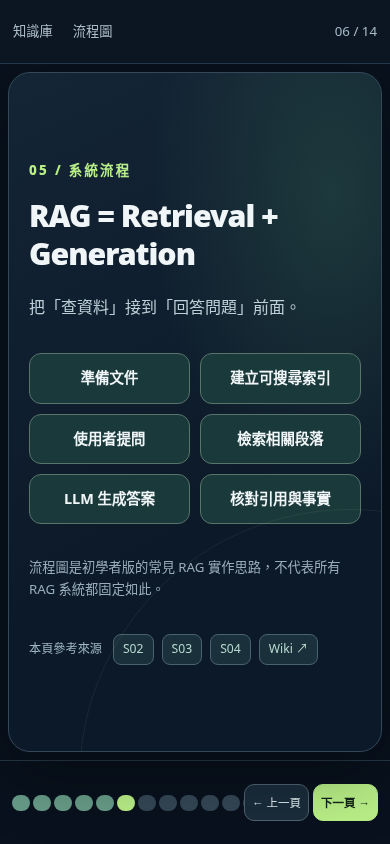 知識庫 流程圖 06 / 14
05 / 系統流程
RAG = Retrieval +
Generation
把「查資料」接到「回答問題」前面。
準備文件 建立可搜尋索引
使用者提問 檢索相關段落
LLM 生成答案 核對引用與事實
流程圖是初學者版的常見 RAG 實作思路，不代表所有
RAG 系統都固定如此。
本頁參考來源 S02 S03 S04 Wiki ↗
← 上一頁 下一頁 →